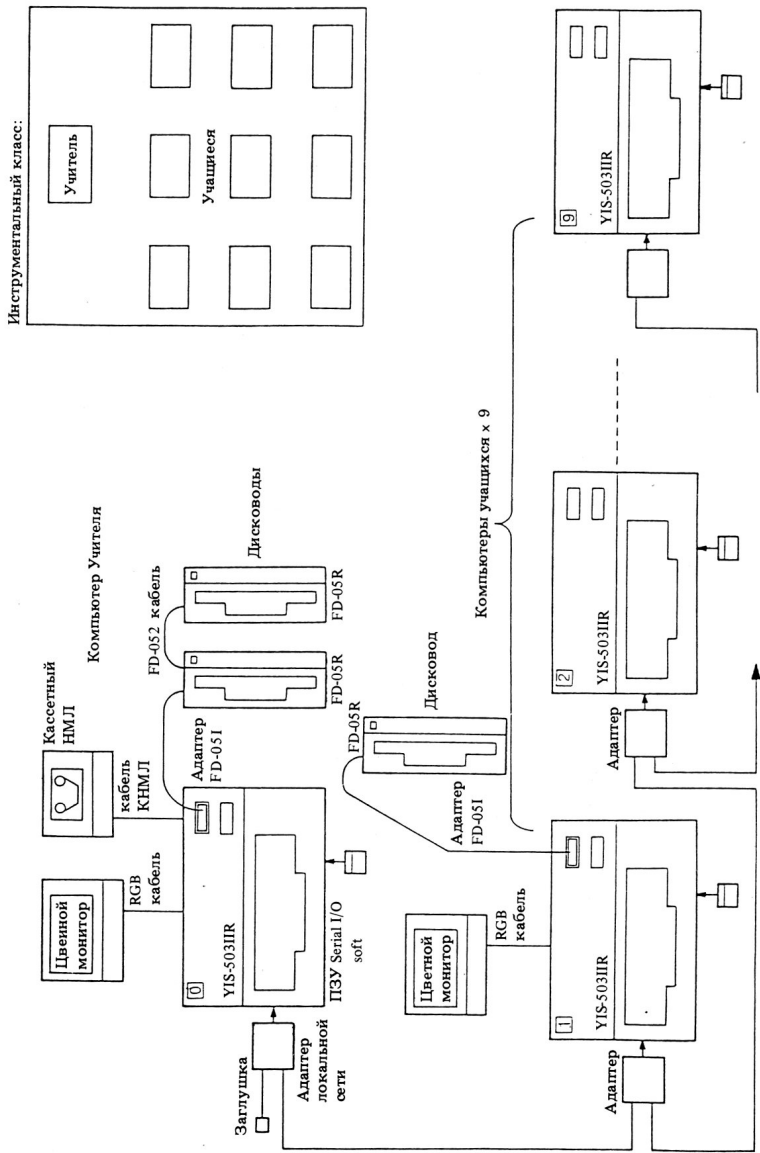 Инструментальный класс:
Учитель
Учащиеся
Кассетный
НМЛ
Компьютер Учителя
Цвеиной
монитор
RGB
кабель
кабель
КНМЛ
Адаптер
FD-05I
FD-052 кабель
Дисководы
FD-05R
FD-05R
0
YIS-503IIR
ПЗУ Serial I/O
soft
Заглушка
Адаптер
локальной
сети
Компьютеры учащихся x 9
Цветной
монитор
RGB
кабель
Адаптер
FD-05I
FD-05R
Дисковод
1
YIS-503IIR
Адаптер
2
YIS-503IIR
Адаптер
9
YIS-503IIR